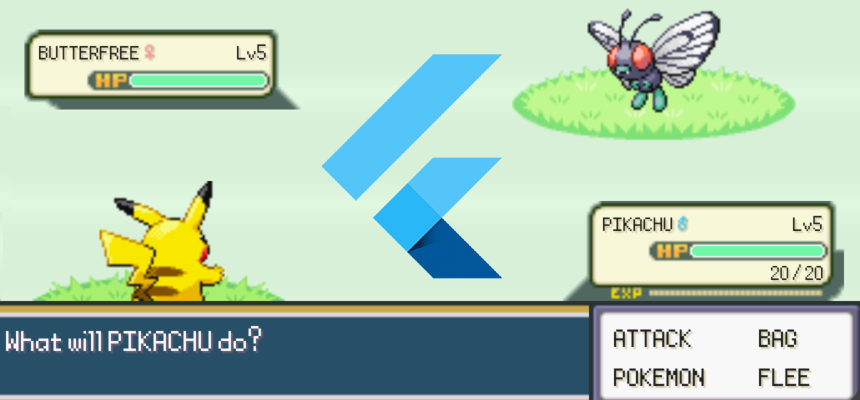 BUTTERFREE♀ Lv5
HP
PIKACHU♂ Lv5
HP
20/20
EXP
What will PIKACHU do?
ATTACK BAG
POKEMON FLEE